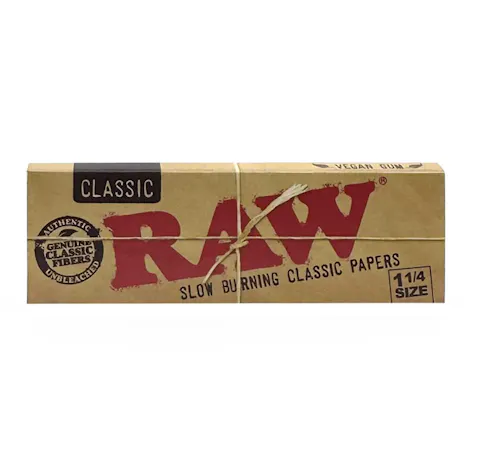 VEGAN GUM
CLASSIC
AUTHENTIC
GENUINE
CLASSIC
FIBERS
UNBLEACHED
RAW®
SLOW BURNING CLASSIC PAPERS
1 1/4
SIZE